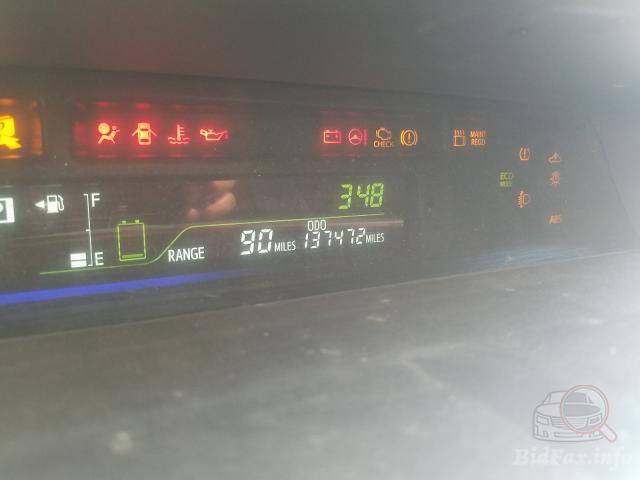 CHECK
MAINT
REQD
ECO
MODE
ABS
F
E
348
ODO
RANGE 90 MILES 137472 MILES
BidFax.info